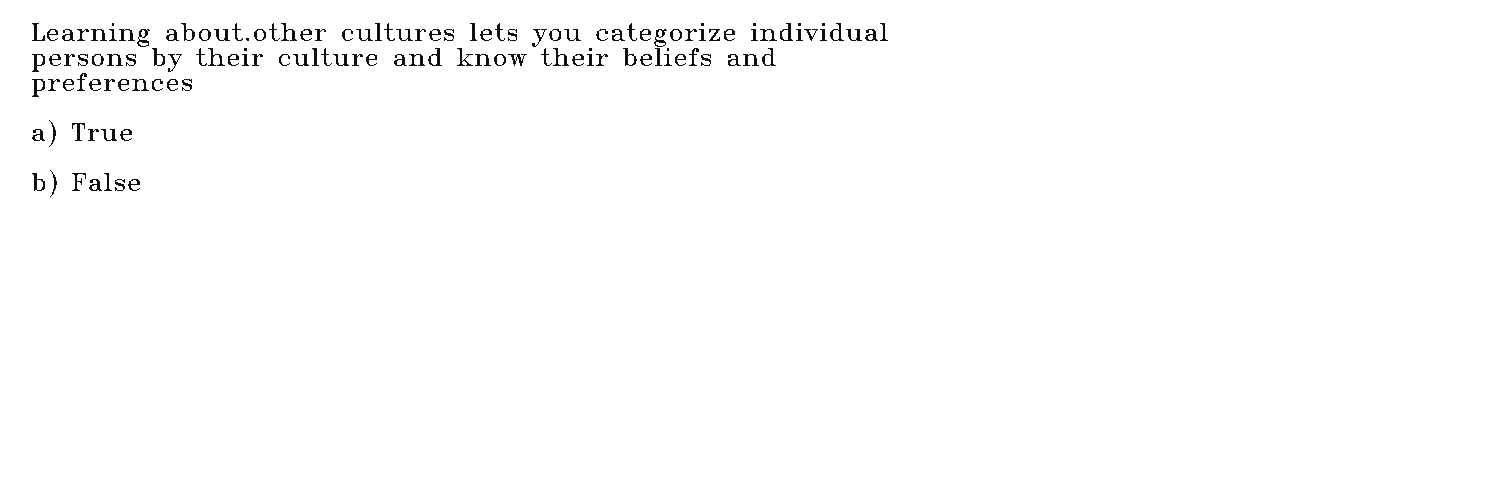 Learning about.other cultures lets you categorize individual
persons by their culture and know their beliefs and
preferences
a) True
b) False